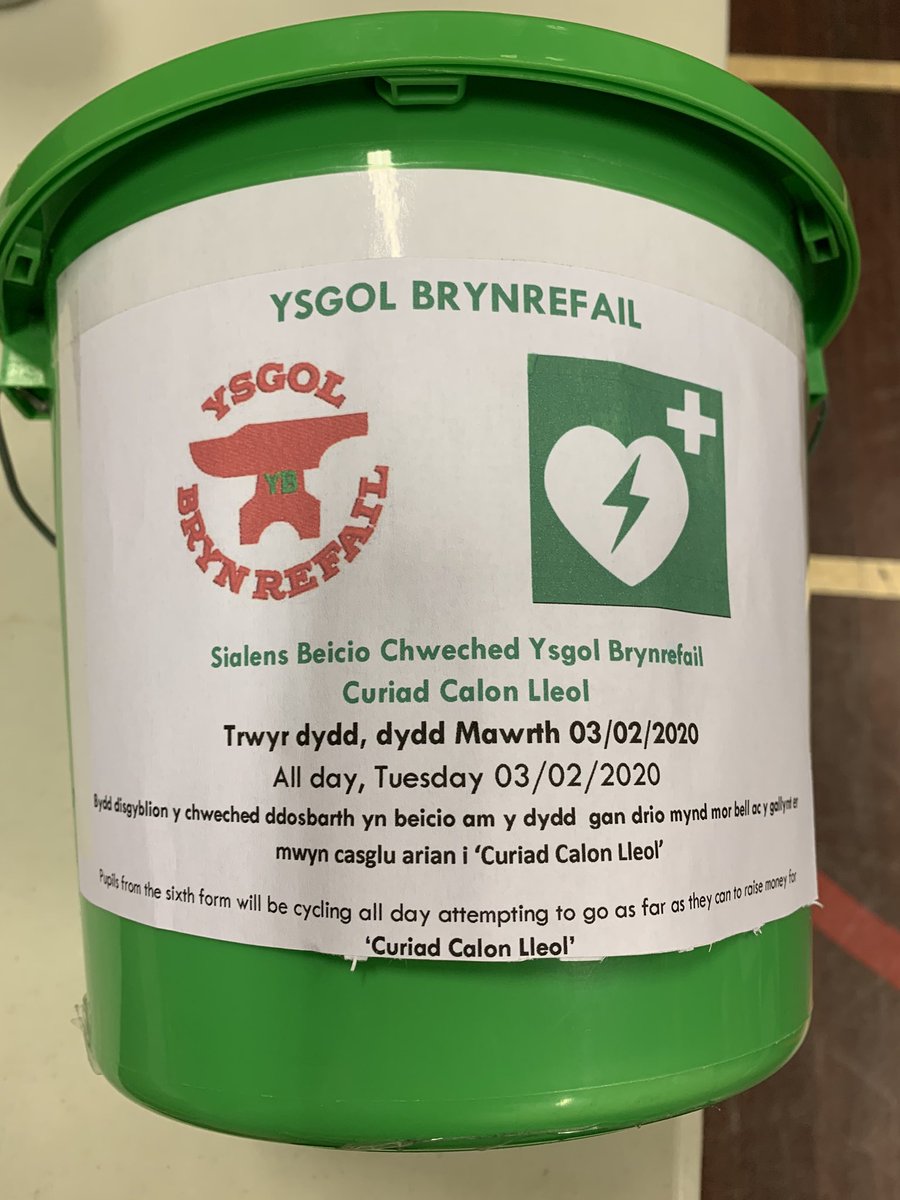 YSGOL BRYNREFAIL
YSGOL
YB
BRYN REFAIL
Sialens Beicio Chweched Ysgol Brynrefail
Curiad Calon Lleol
Trwyr dydd, dydd Mawrth 03/02/2020
All day, Tuesday 03/02/2020
Bydd disgyblion y chweched ddosbarth yn beicio am y dydd gan drio mynd mor bell ac y gallynt er
mwyn casglu arian i ‘Curiad Calon Lleol’
Pupils from the sixth form will be cycling all day attempting to go as far as they can to raise money for
‘Curiad Calon Lleol’